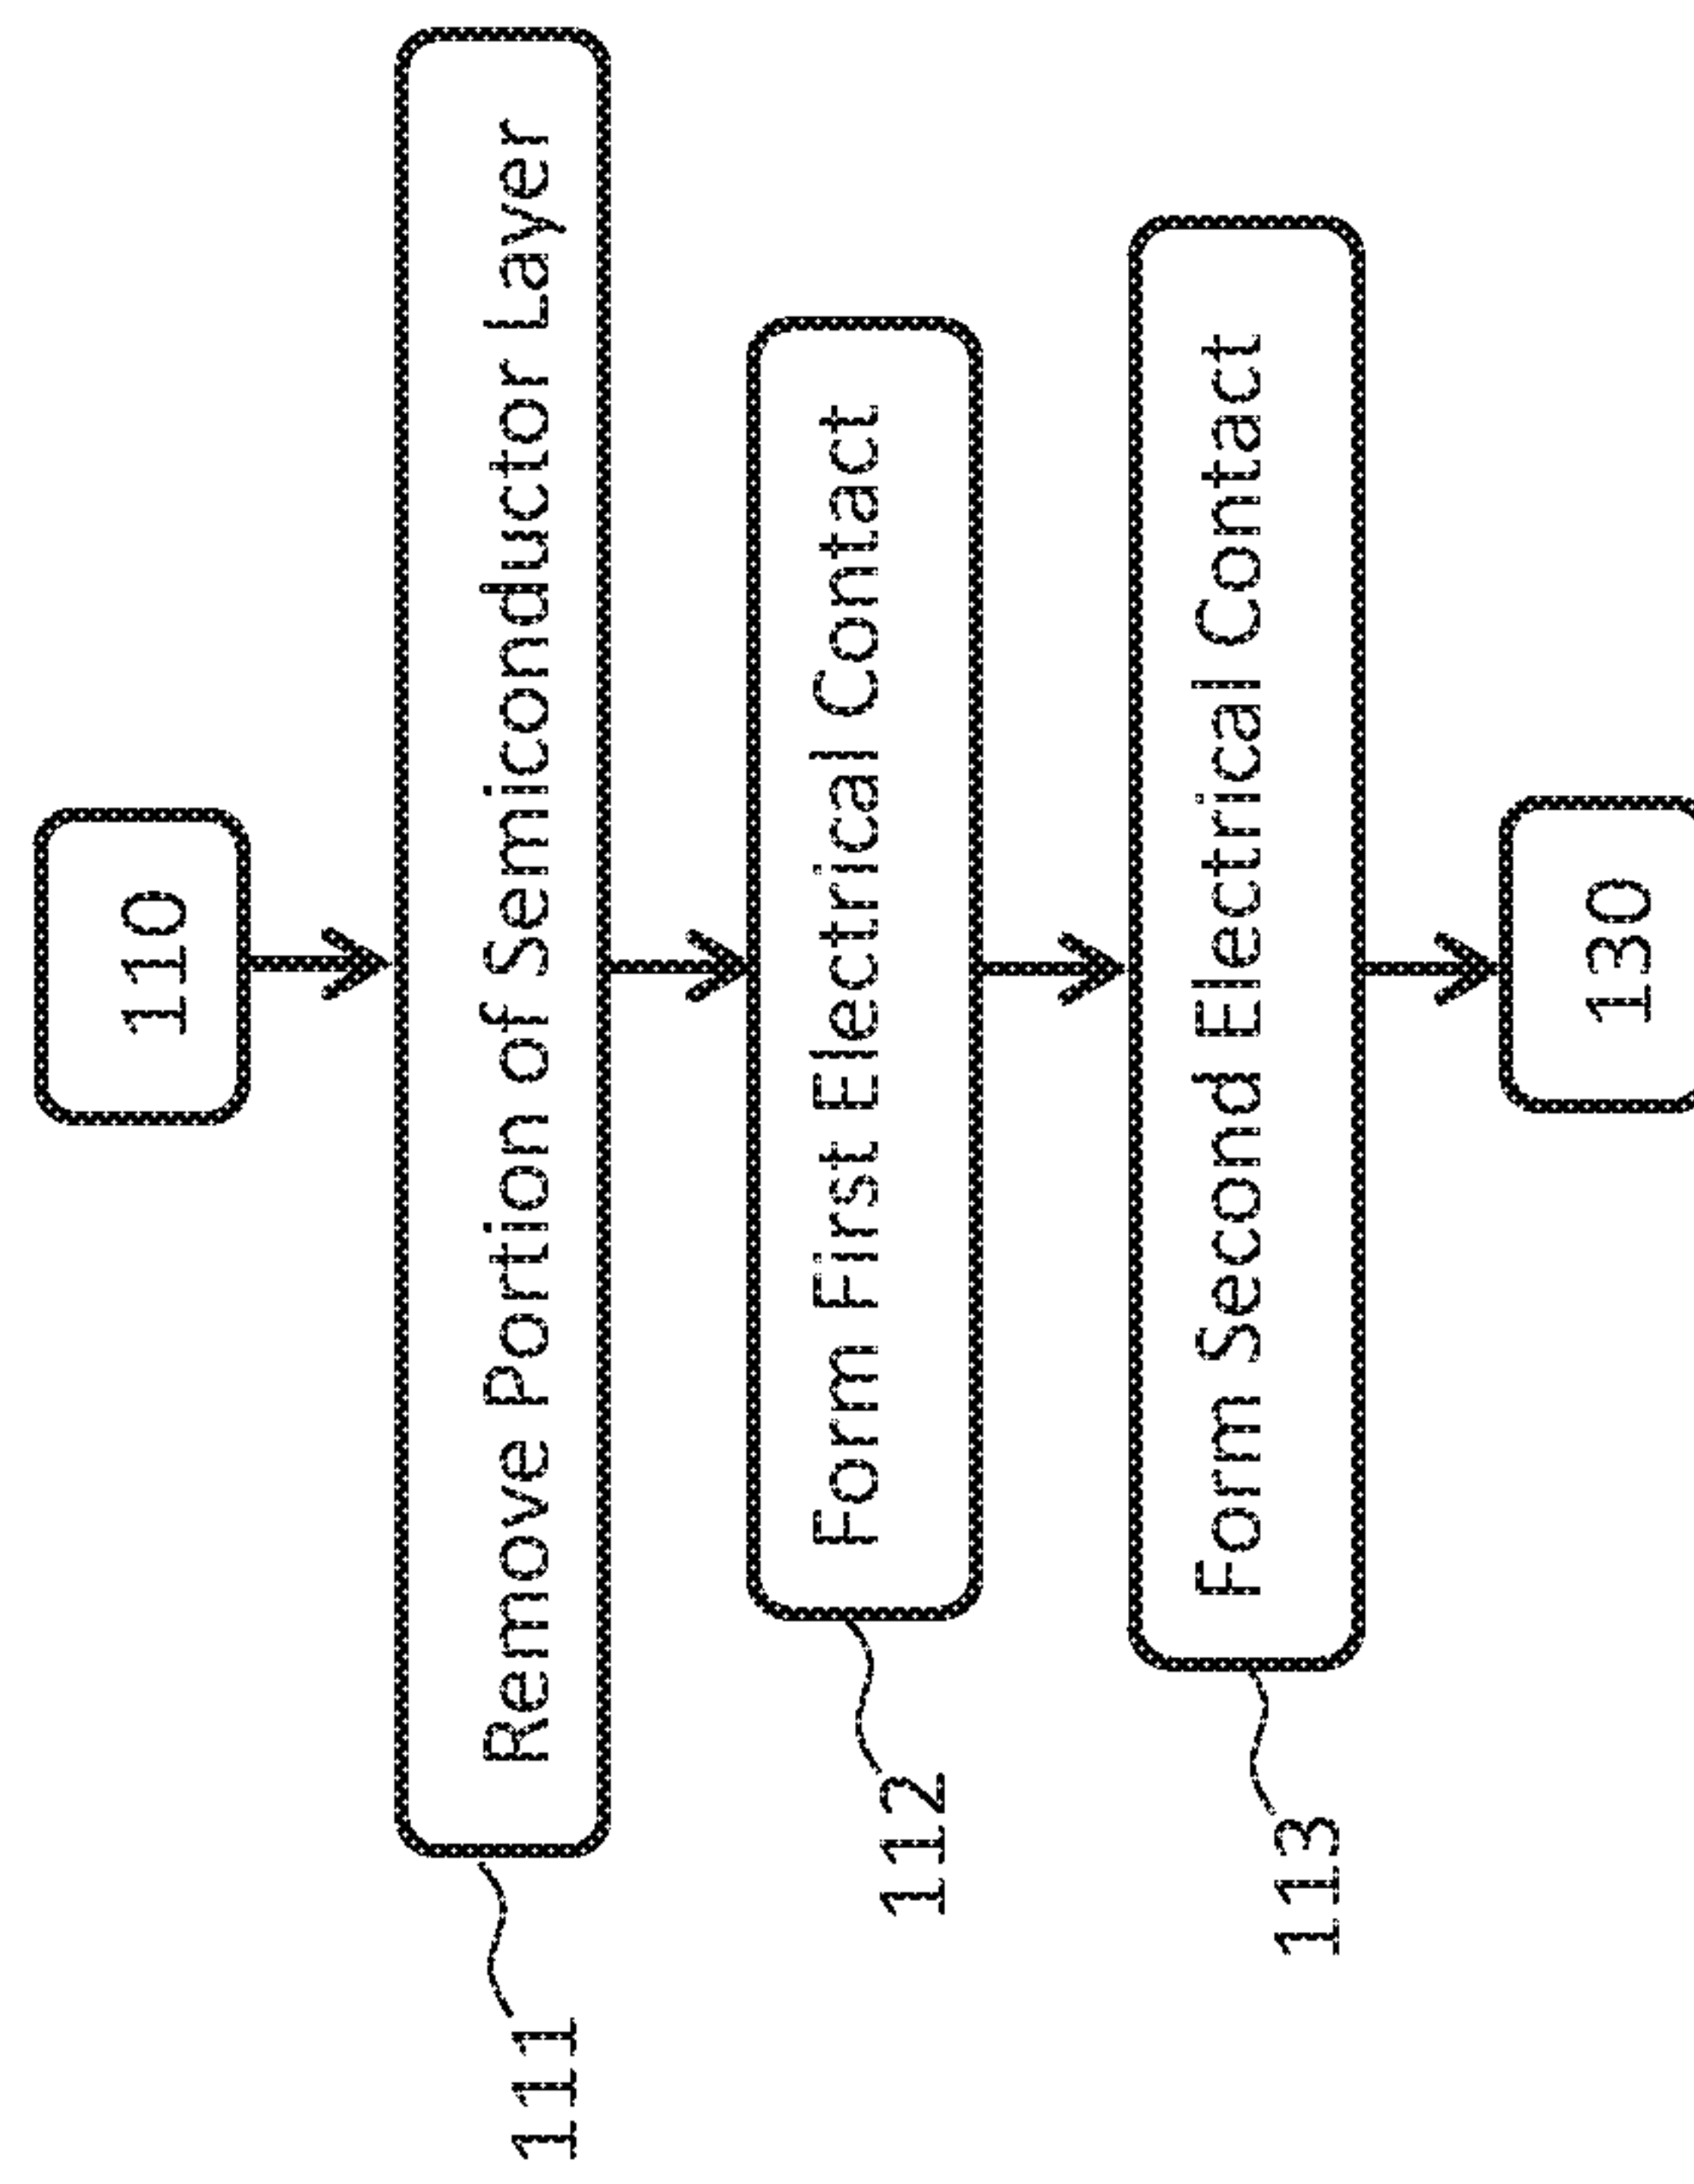 110
Remove Portion of Semiconductor Layer
111
Form First Electrical Contact
112
Form Second Electrical Contact
113
130